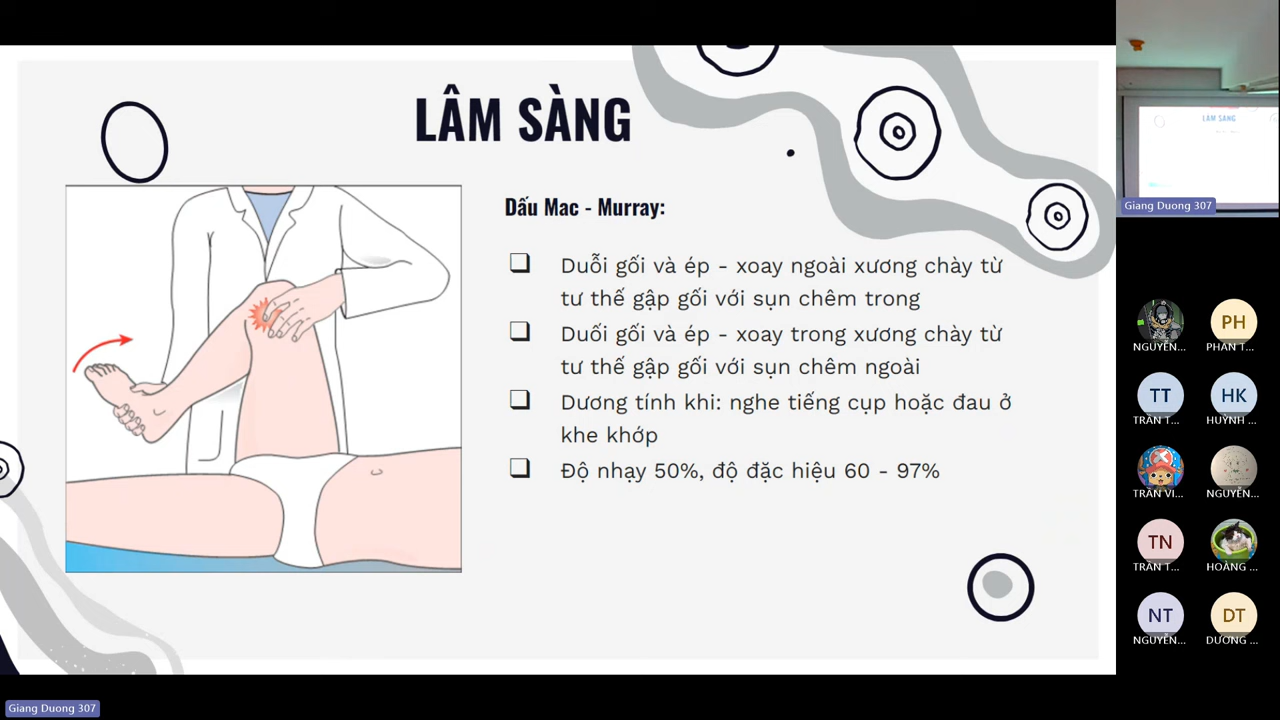 LÂM SÀNG
Dấu Mac - Murray:
Duỗi gối và ép - xoay ngoài xương chày từ
tư thế gập gối với sụn chêm trong
Duối gối và ép - xoay trong xương chày từ
tư thế gập gối với sụn chêm ngoài
Dương tính khi: nghe tiếng cụp hoặc đau ở
khe khớp
Độ nhạy 50%, độ đặc hiệu 60 - 97%
LÂM SÀNG
Giang Duong 307
NGUYỄN...
PH
PHAN T...
TT
TRẦN T...
HK
HUỲNH ...
TRẦN VI...
NGUYỄN...
TN
TRẦN T...
HOÀNG ...
NT
NGUYỄN...
DT
DƯƠNG ...
Giang Duong 307